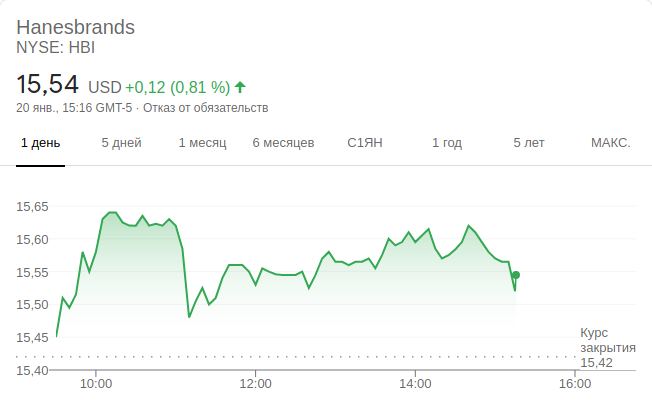 Hanesbrands
NYSE: HBI
15,54 USD +0,12 (0,81 %)
20 янв., 15:16 GMT-5 · Отказ от обязательств
1 день 5 дней 1 месяц 6 месяцев С1ЯН 1 год 5 лет МАКС.
15,65
15,60
15,55
15,50
15,45
15,40
Курс
закрытия
15,42
10:00 12:00 14:00 16:00